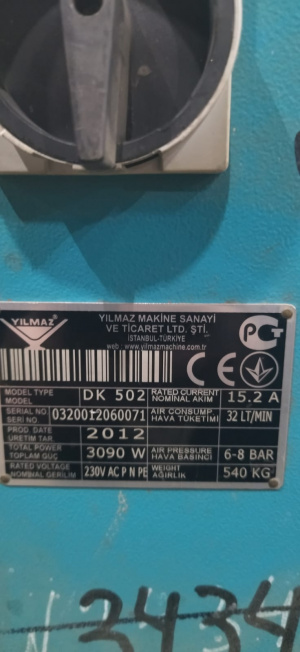 YILMAZ®
YILMAZ MAKİNE SANAYİ
VE TİCARET LTD. ŞTİ.
İSTANBUL-TÜRKİYE
web : www.yilmazmachine.com.tr
CE
MODEL TYPE
MODEL
DK 502
RATED CURRENT
NOMİNAL AKIM
15.2 A
SERIAL NO.
SERİ NO.
0320012060071
AIR CONSUMP.
HAVA TÜKETİMİ
32 LT/MIN
PROD. DATE
ÜRETİM TAR.
2012
TOTAL POWER
TOPLAM GÜÇ
3090 W
AIR PRESSURE
HAVA BASINCI
6-8 BAR
RATED VOLTAGE
NOMİNAL GERİLİM
230V AC P N PE
WEIGHT
AĞIRLIK
540 KG
3434